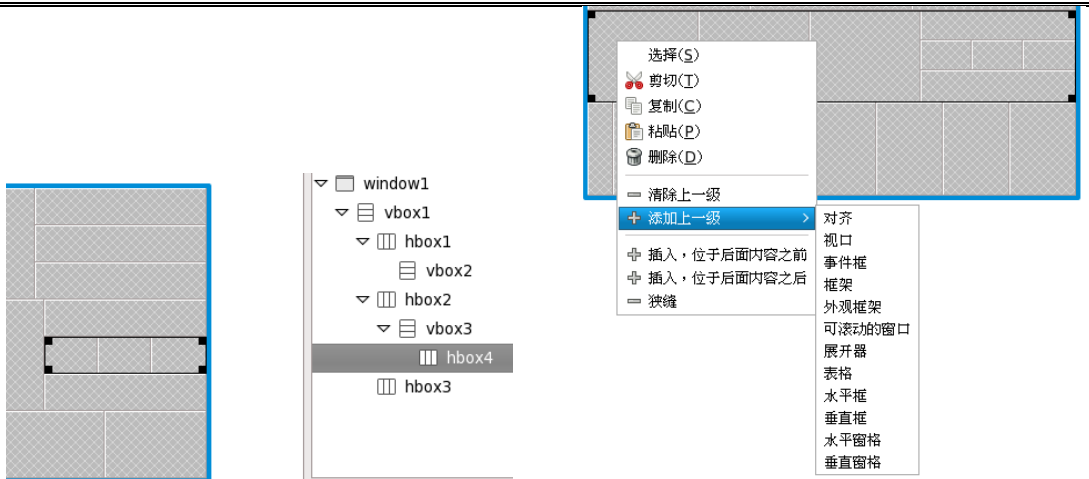 window1
vbox1
hbox1
vbox2
hbox2
vbox3
hbox4
hbox3
选择(S)
剪切(T)
复制(C)
粘贴(P)
删除(D)
清除上一级
添加上一级
插入，位于后面内容之前
插入，位于后面内容之后
狭缝
对齐
视口
事件框
框架
外观框架
可滚动的窗口
展开器
表格
水平框
垂直框
水平窗格
垂直窗格